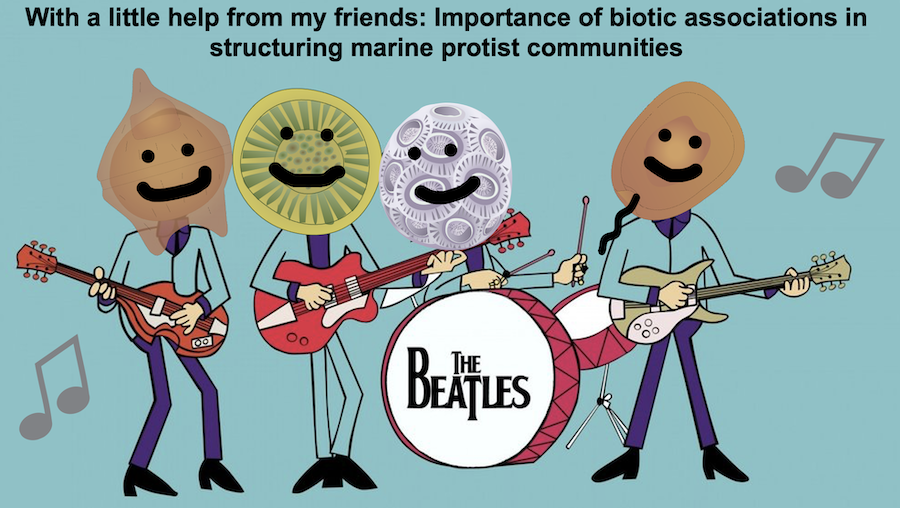 With a little help from my friends: Importance of biotic associations in
structuring marine protist communities
THE
BEATLES